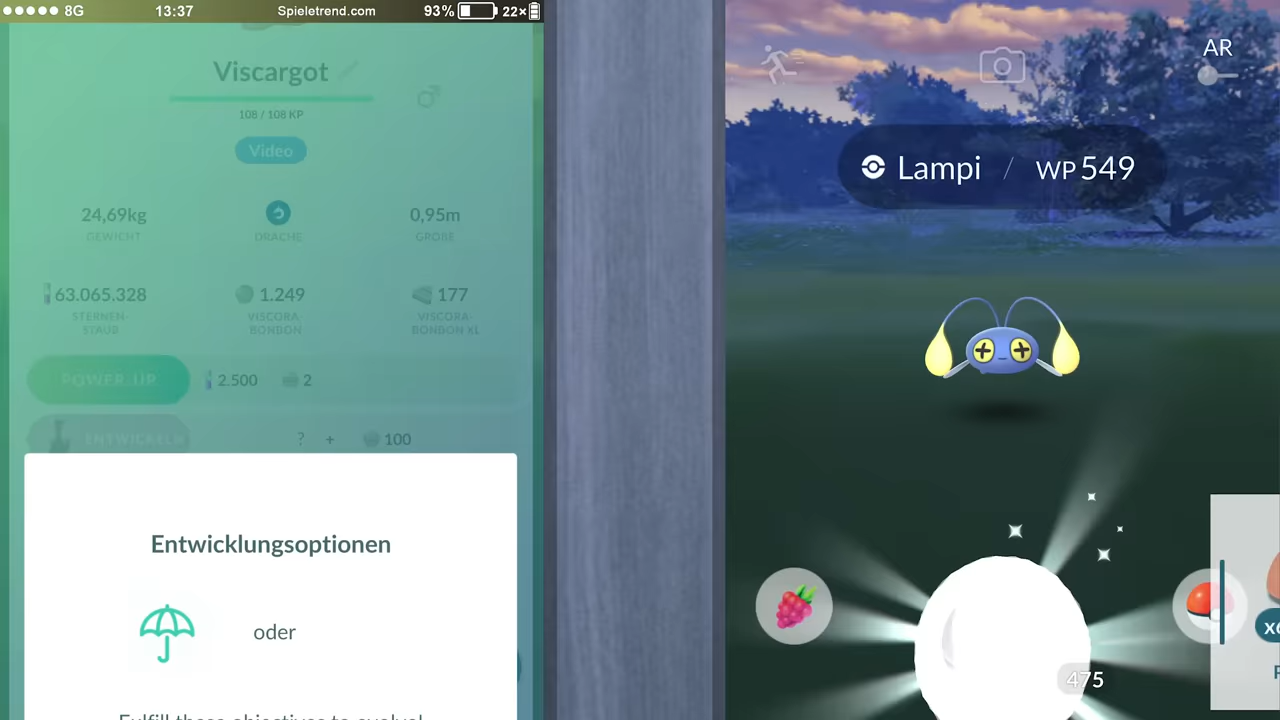 8G 13:37 Spieletrend.com 93% 22×
Viscargot
108 / 108 KP
Video
24,69kg 0,95m
GEWICHT DRACHE GRÖSSE
63.065.328 1.249 177
STERNEN-
STAUB
VISCORA-
BONBON
VISCORA-
BONBON XL
POWER-UP 2.500 2
ENTWICKELN ? + 100
Entwicklungsoptionen
oder
AR
Lampi / WP549
475